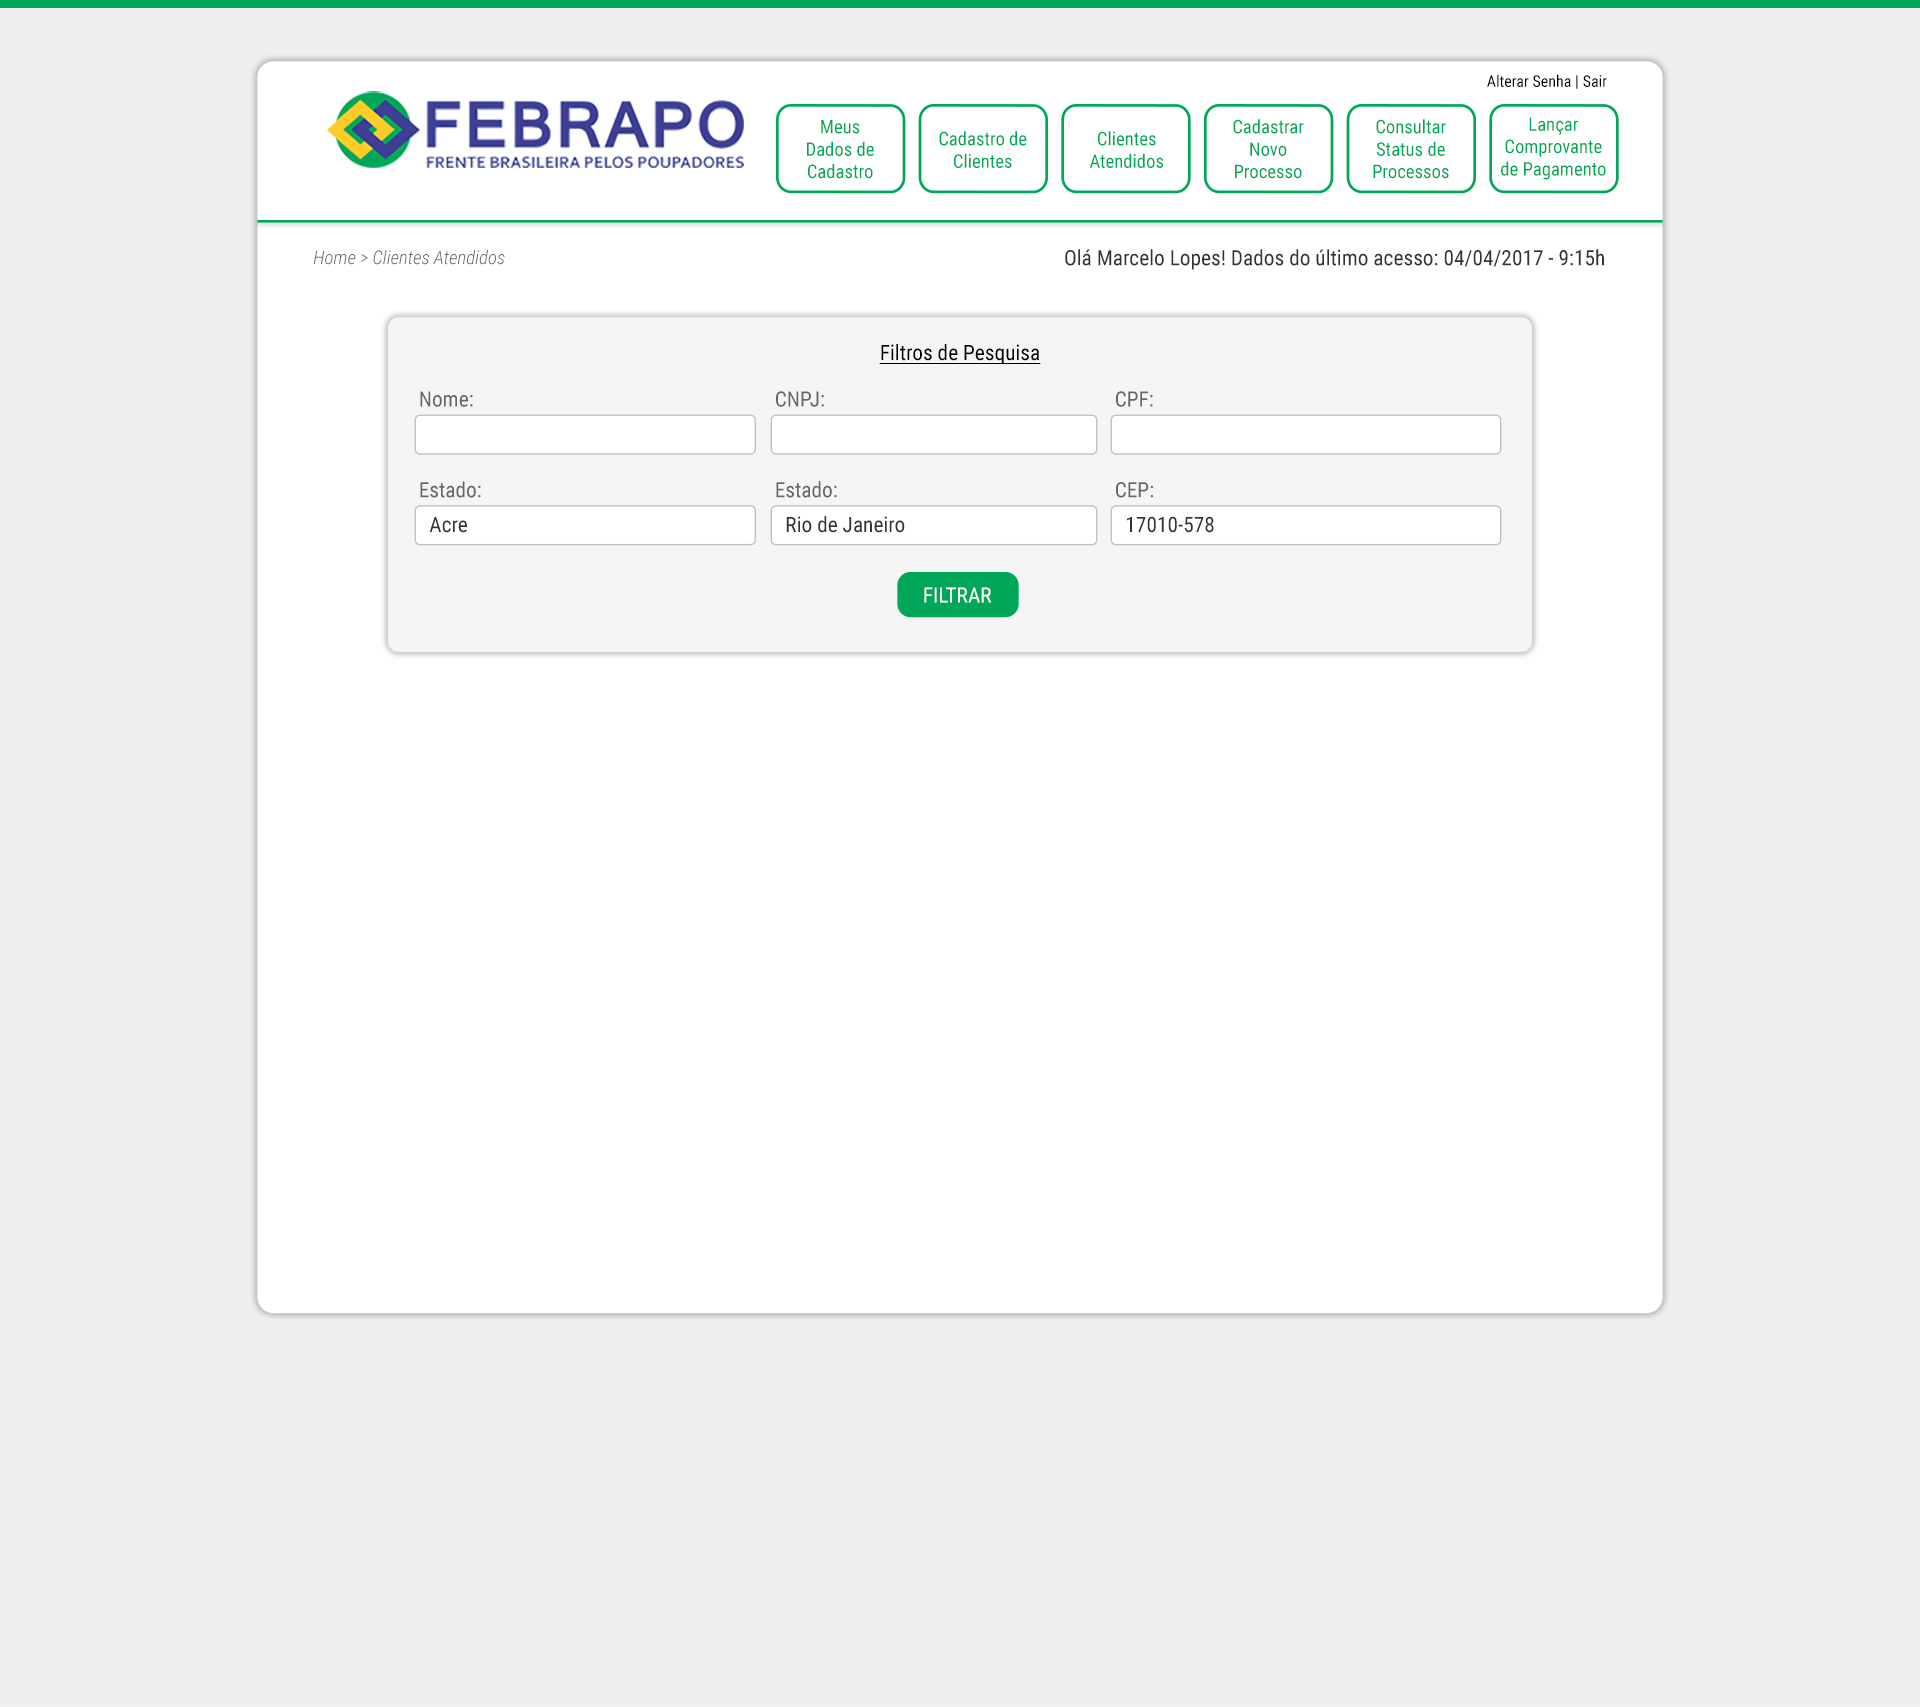 Alterar Senha | Sair
FEBRAPO
FRENTE BRASILEIRA PELOS POUPADORES
Meus
Dados de
Cadastro
Cadastro de
Clientes
Clientes
Atendidos
Cadastrar
Novo
Processo
Consultar
Status de
Processos
Lançar
Comprovante
de Pagamento
Home > Clientes Atendidos
Olá Marcelo Lopes! Dados do último acesso: 04/04/2017 - 9:15h
Filtros de Pesquisa
Nome:
CNPJ:
CPF:
Estado:
Estado:
CEP:
Acre
Rio de Janeiro
17010-578
FILTRAR